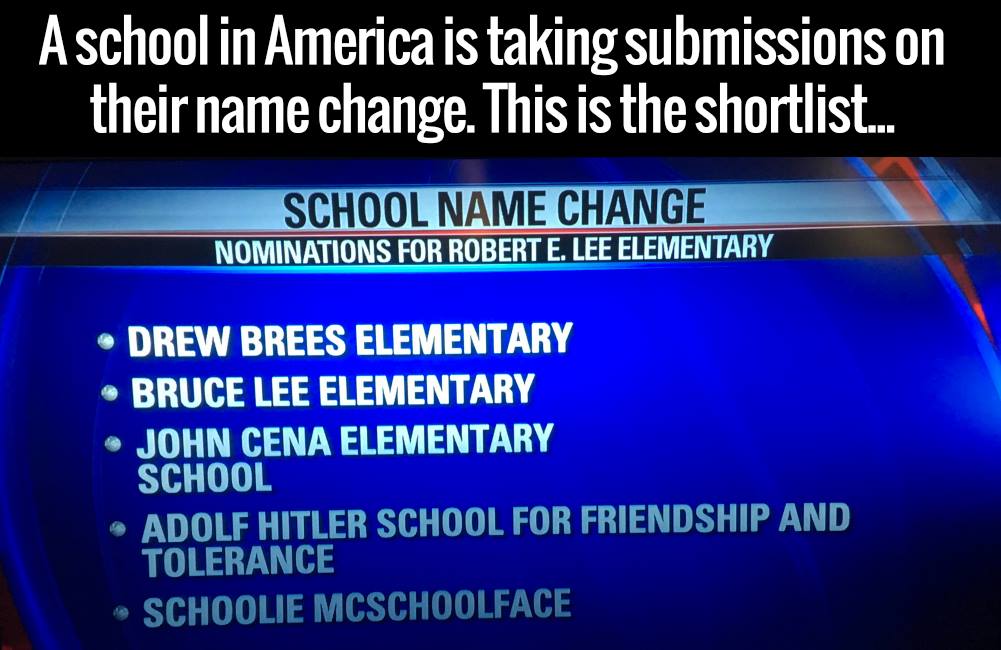 A school in America is taking submissions on
their name change. This is the shortlist...
SCHOOL NAME CHANGE
NOMINATIONS FOR ROBERT E. LEE ELEMENTARY
• DREW BREES ELEMENTARY
• BRUCE LEE ELEMENTARY
• JOHN CENA ELEMENTARY
SCHOOL
• ADOLF HITLER SCHOOL FOR FRIENDSHIP AND
TOLERANCE
• SCHOOLIE MCSCHOOLFACE